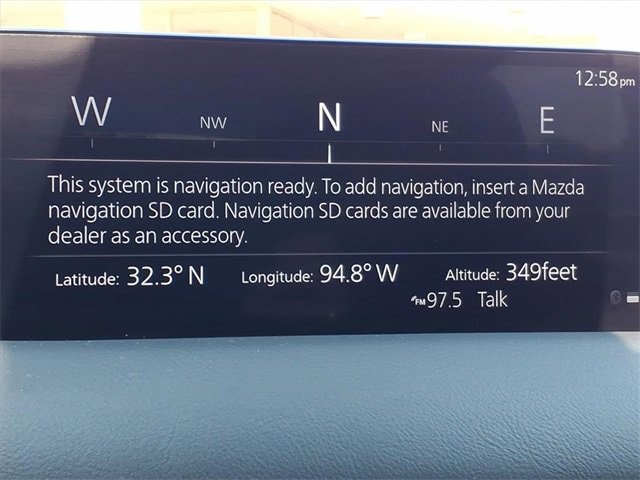 12:58pm
W NW N NE E
This system is navigation ready. To add navigation, insert a Mazda
navigation SD card. Navigation SD cards are available from your
dealer as an accessory.
Latitude: 32.3° N Longitude: 94.8° W Altitude: 349feet
FM 97.5 Talk